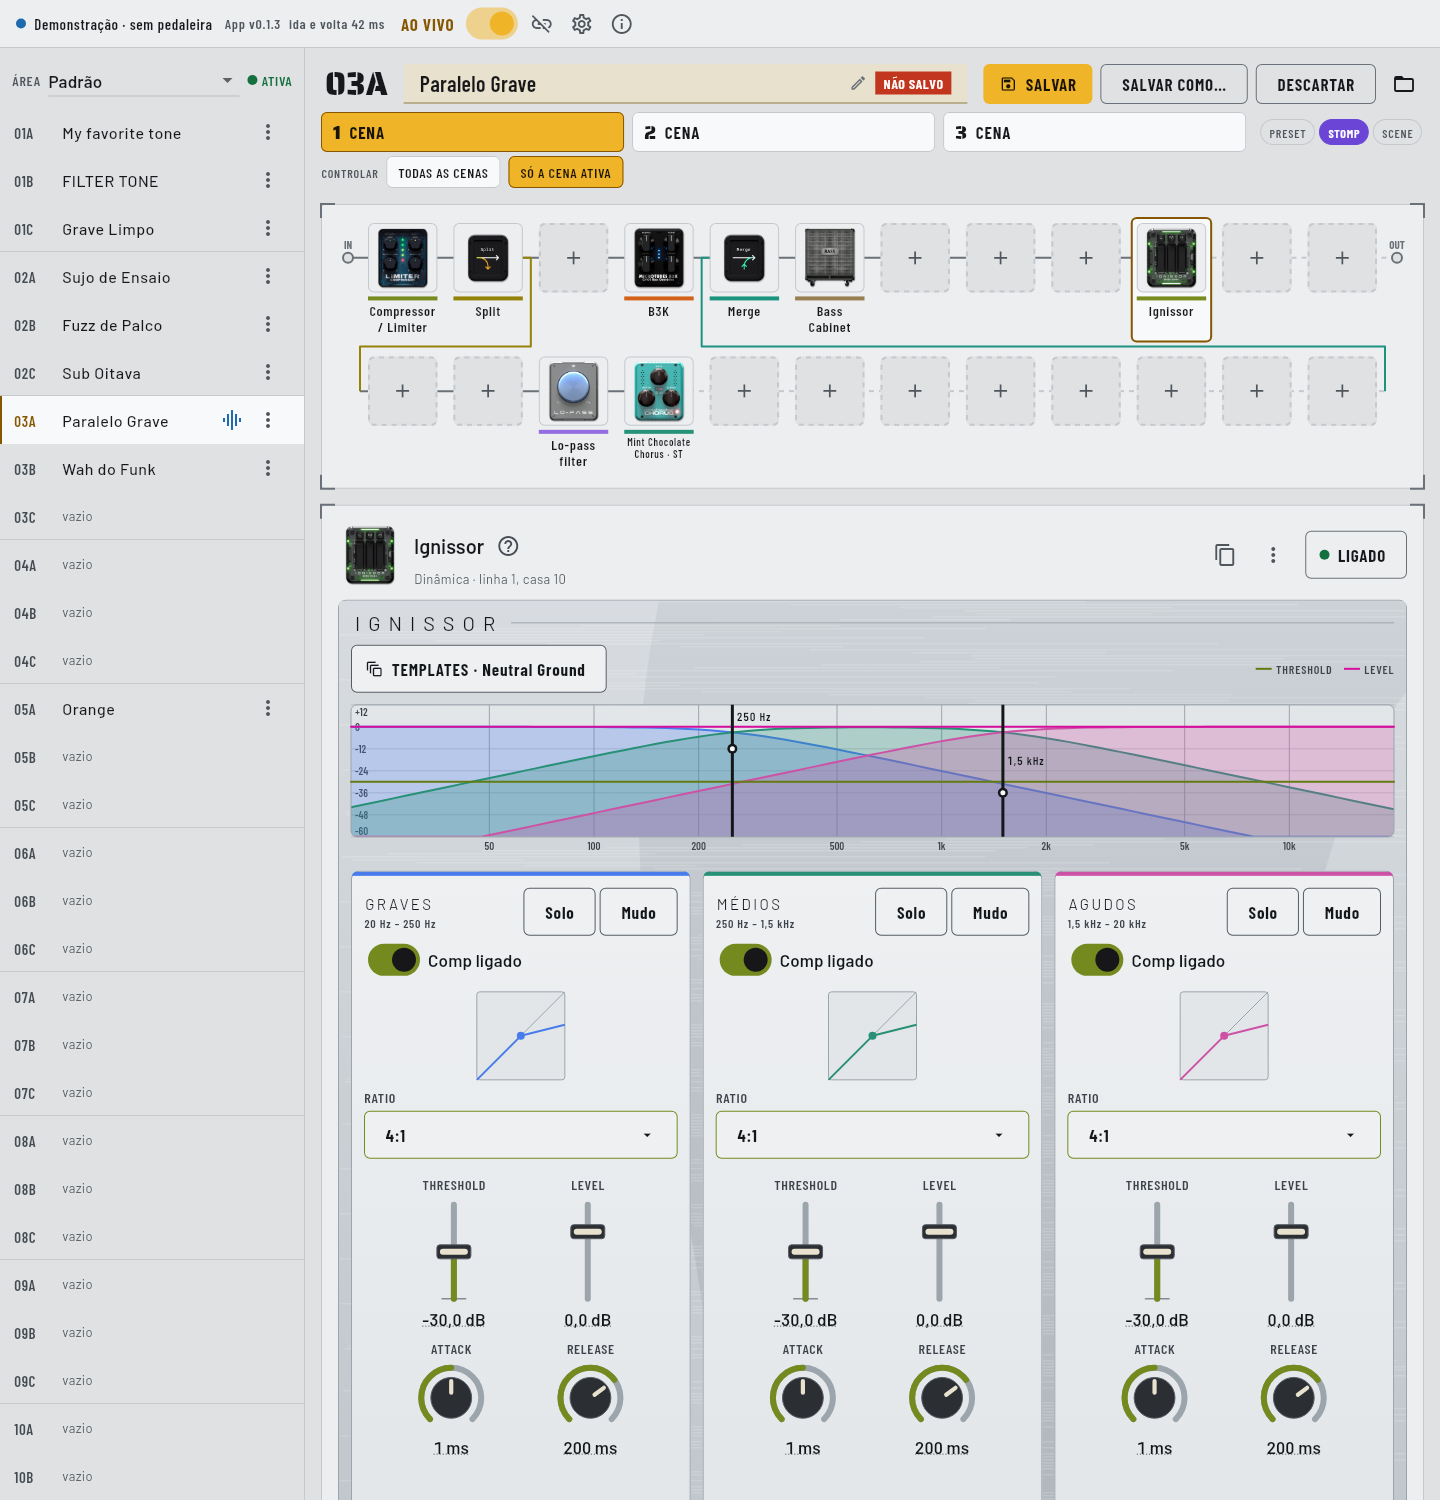 Demonstração · sem pedaleira App v0.1.3 ida e volta 42 ms AO VIVO
ÁREA Padrão ATIVA
01A My favorite tone
01B FILTER TONE
01C Grave Limpo
02A Sujo de Ensaio
02B Fuzz de Palco
02C Sub Oitava
03A Paralelo Grave
03B Wah do Funk
03C vazio
04A vazio
04B vazio
04C vazio
05A Orange
05B vazio
05C vazio
06A vazio
06B vazio
06C vazio
07A vazio
07B vazio
07C vazio
08A vazio
08B vazio
08C vazio
09A vazio
09B vazio
09C vazio
10A vazio
10B vazio
03A Paralelo Grave NÃO SALVO SALVAR SALVAR COMO... DESCARTAR
1 CENA 2 CENA 3 CENA PRESET STOMP SCENE
CONTROLAR TODAS AS CENAS SÓ A CENA ATIVA
IN OUT
LIMITER Split Merge BASS
Compressor / Limiter
Split
B3K
Merge
Bass Cabinet
Ignissor
LO-PASS CHORUS
Lo-pass filter
Mint Chocolate Chorus · ST
Ignissor
Dinâmica · linha 1, casa 10
LIGADO
IGNISSOR
TEMPLATES · Neutral Ground THRESHOLD LEVEL
+12
0
-12
-24
-36
-48
-60
250 Hz
1,5 kHz
50 100 200 500 1k 2k 5k 10k
GRAVES Solo Mudo
20 Hz – 250 Hz
Comp ligado
RATIO
4:1
THRESHOLD LEVEL
-30,0 dB 0,0 dB
ATTACK RELEASE
1 ms 200 ms
MÉDIOS Solo Mudo
250 Hz – 1,5 kHz
Comp ligado
RATIO
4:1
THRESHOLD LEVEL
-30,0 dB 0,0 dB
ATTACK RELEASE
1 ms 200 ms
AGUDOS Solo Mudo
1,5 kHz – 20 kHz
Comp ligado
RATIO
4:1
THRESHOLD LEVEL
-30,0 dB 0,0 dB
ATTACK RELEASE
1 ms 200 ms